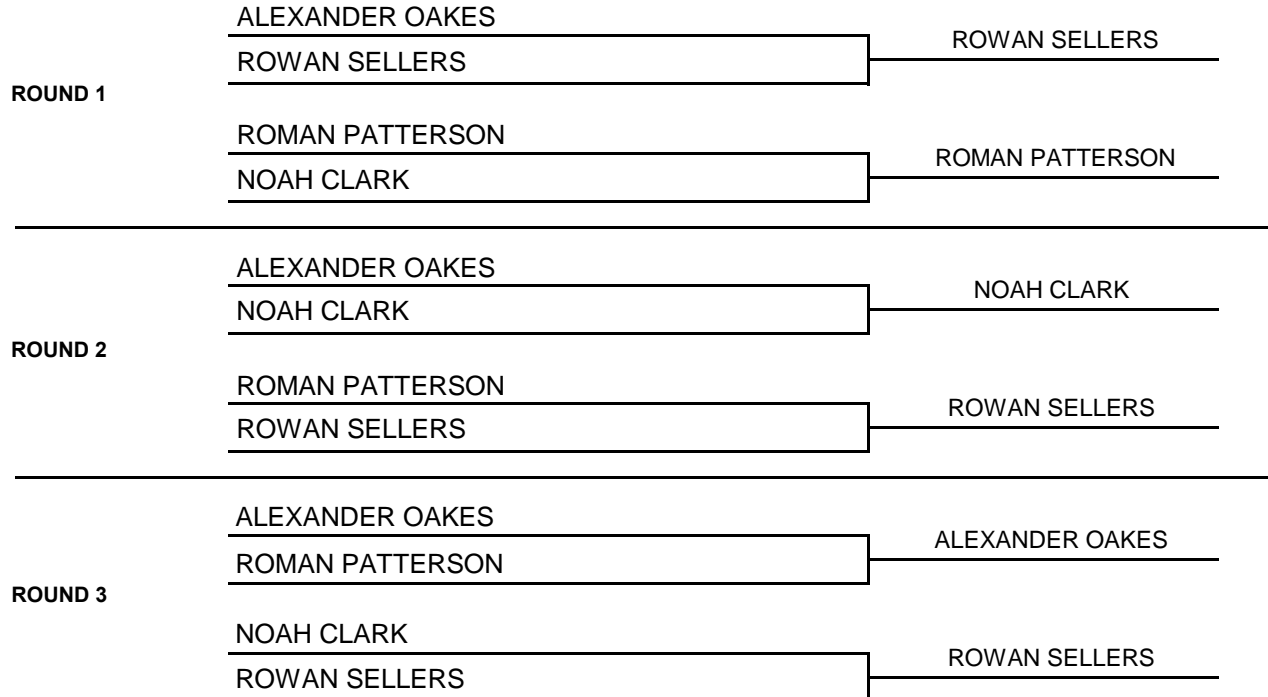 ALEXANDER OAKES
ROWAN SELLERS
ROWAN SELLERS
ROUND 1
ROMAN PATTERSON
ROMAN PATTERSON
NOAH CLARK
ALEXANDER OAKES
NOAH CLARK
NOAH CLARK
ROUND 2
ROMAN PATTERSON
ROWAN SELLERS
ROWAN SELLERS
ALEXANDER OAKES
ALEXANDER OAKES
ROMAN PATTERSON
ROUND 3
NOAH CLARK
ROWAN SELLERS
ROWAN SELLERS